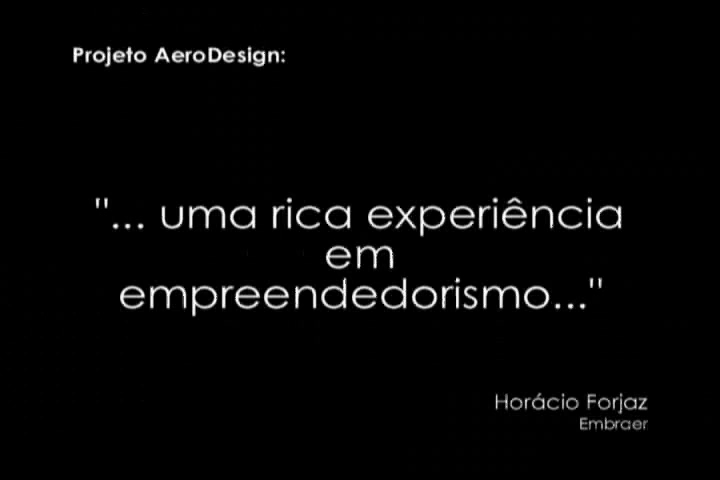 Projeto AeroDesign:
"... uma rica experiência
em
empreendedorismo..."
Horácio Forjaz
Embraer